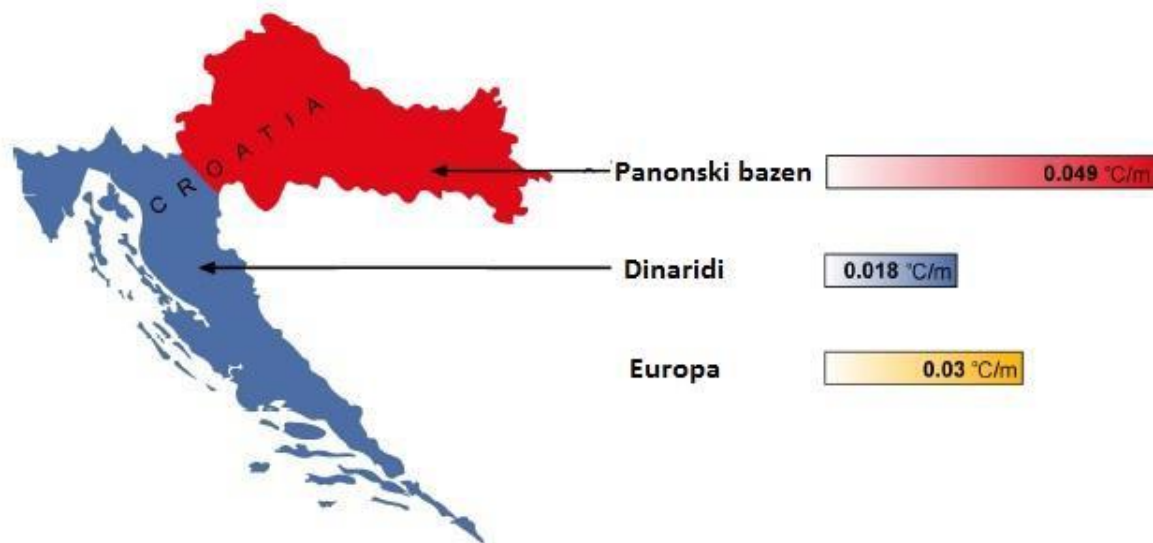 CROATIA
Panonski bazen
0.049 °C/m
Dinaridi
0.018 °C/m
Europa
0.03 °C/m